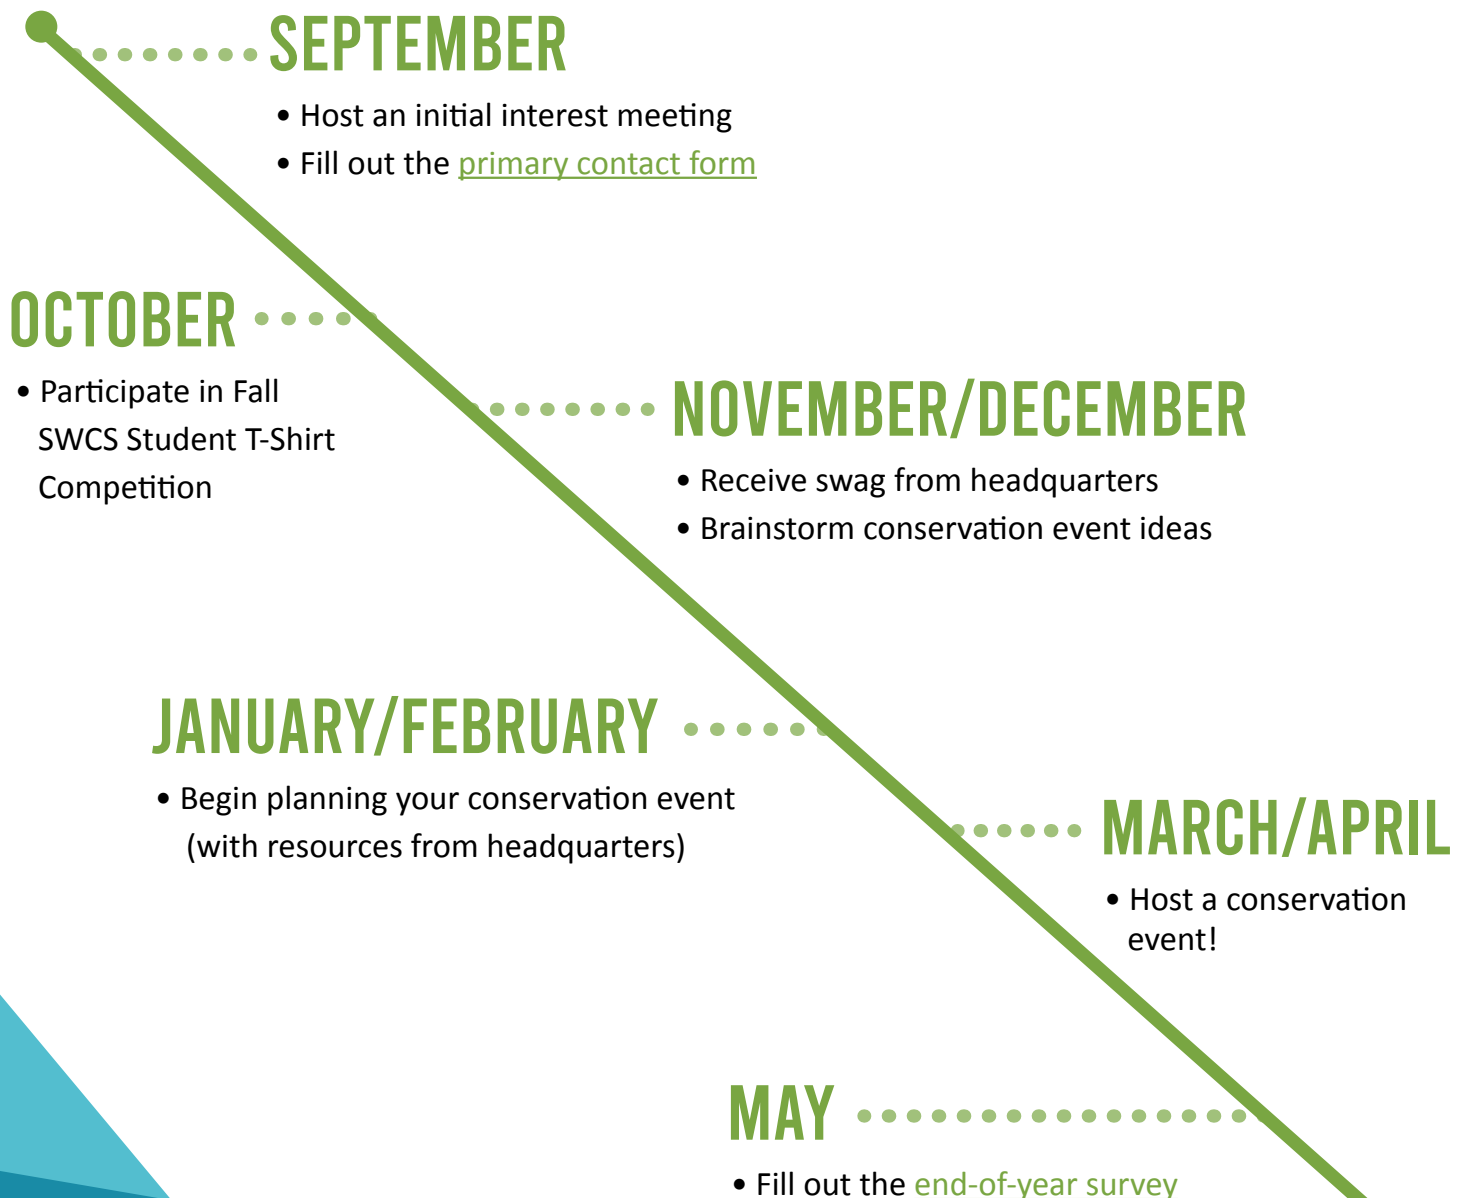 SEPTEMBER
• Host an initial interest meeting
• Fill out the primary contact form
OCTOBER
• Participate in Fall
SWCS Student T-Shirt
Competition
NOVEMBER/DECEMBER
• Receive swag from headquarters
• Brainstorm conservation event ideas
JANUARY/FEBRUARY
• Begin planning your conservation event
(with resources from headquarters)
MARCH/APRIL
• Host a conservation
event!
MAY
• Fill out the end-of-year survey